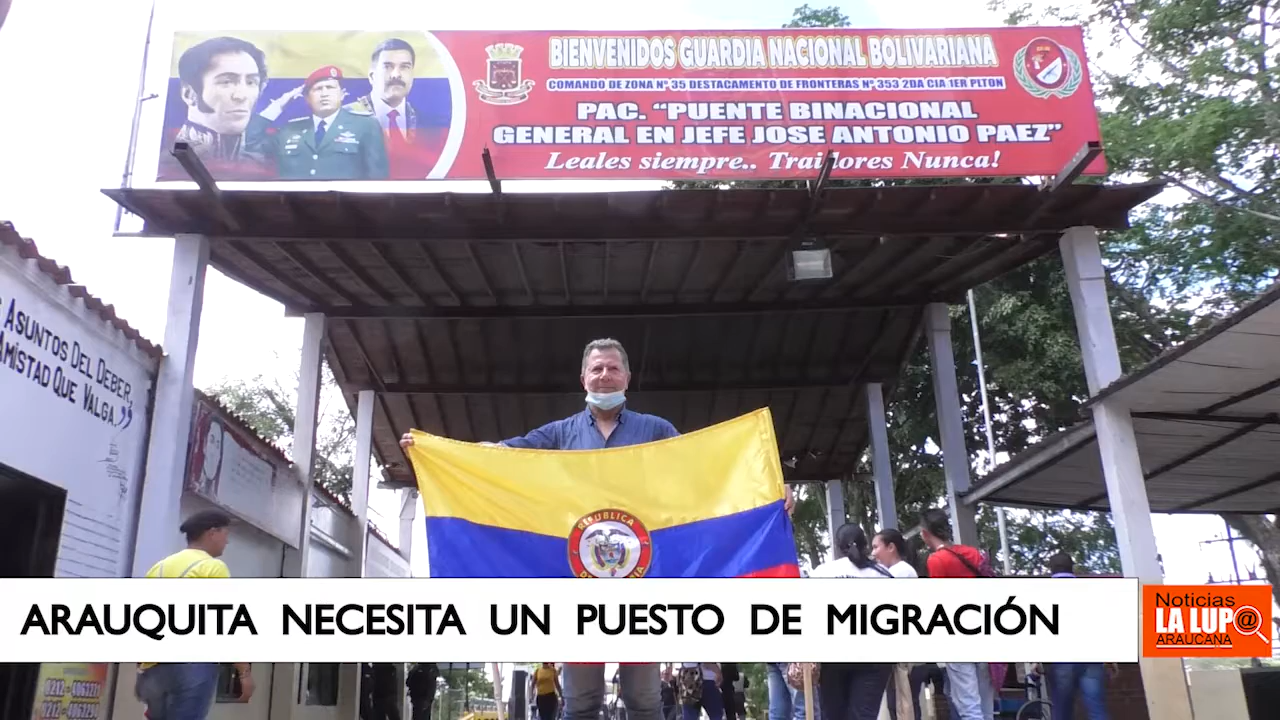 BIENVENIDOS GUARDIA NACIONAL BOLIVARIANA
COMANDO DE ZONA Nº 35 DESTACAMENTO DE FRONTERAS Nº 353 2DA CIA 1ER PLTON
PAC. “PUENTE BINACIONAL
GENERAL EN JEFE JOSE ANTONIO PAEZ”
Leales siempre.. Traidores Nunca!
ASUNTOS DEL DEBER,
AMISTAD QUE VALGA.”
REPUBLICA
ARAUQUITA NECESITA UN PUESTO DE MIGRACIÓN
Noticias
LA LUP@
ARAUCANA